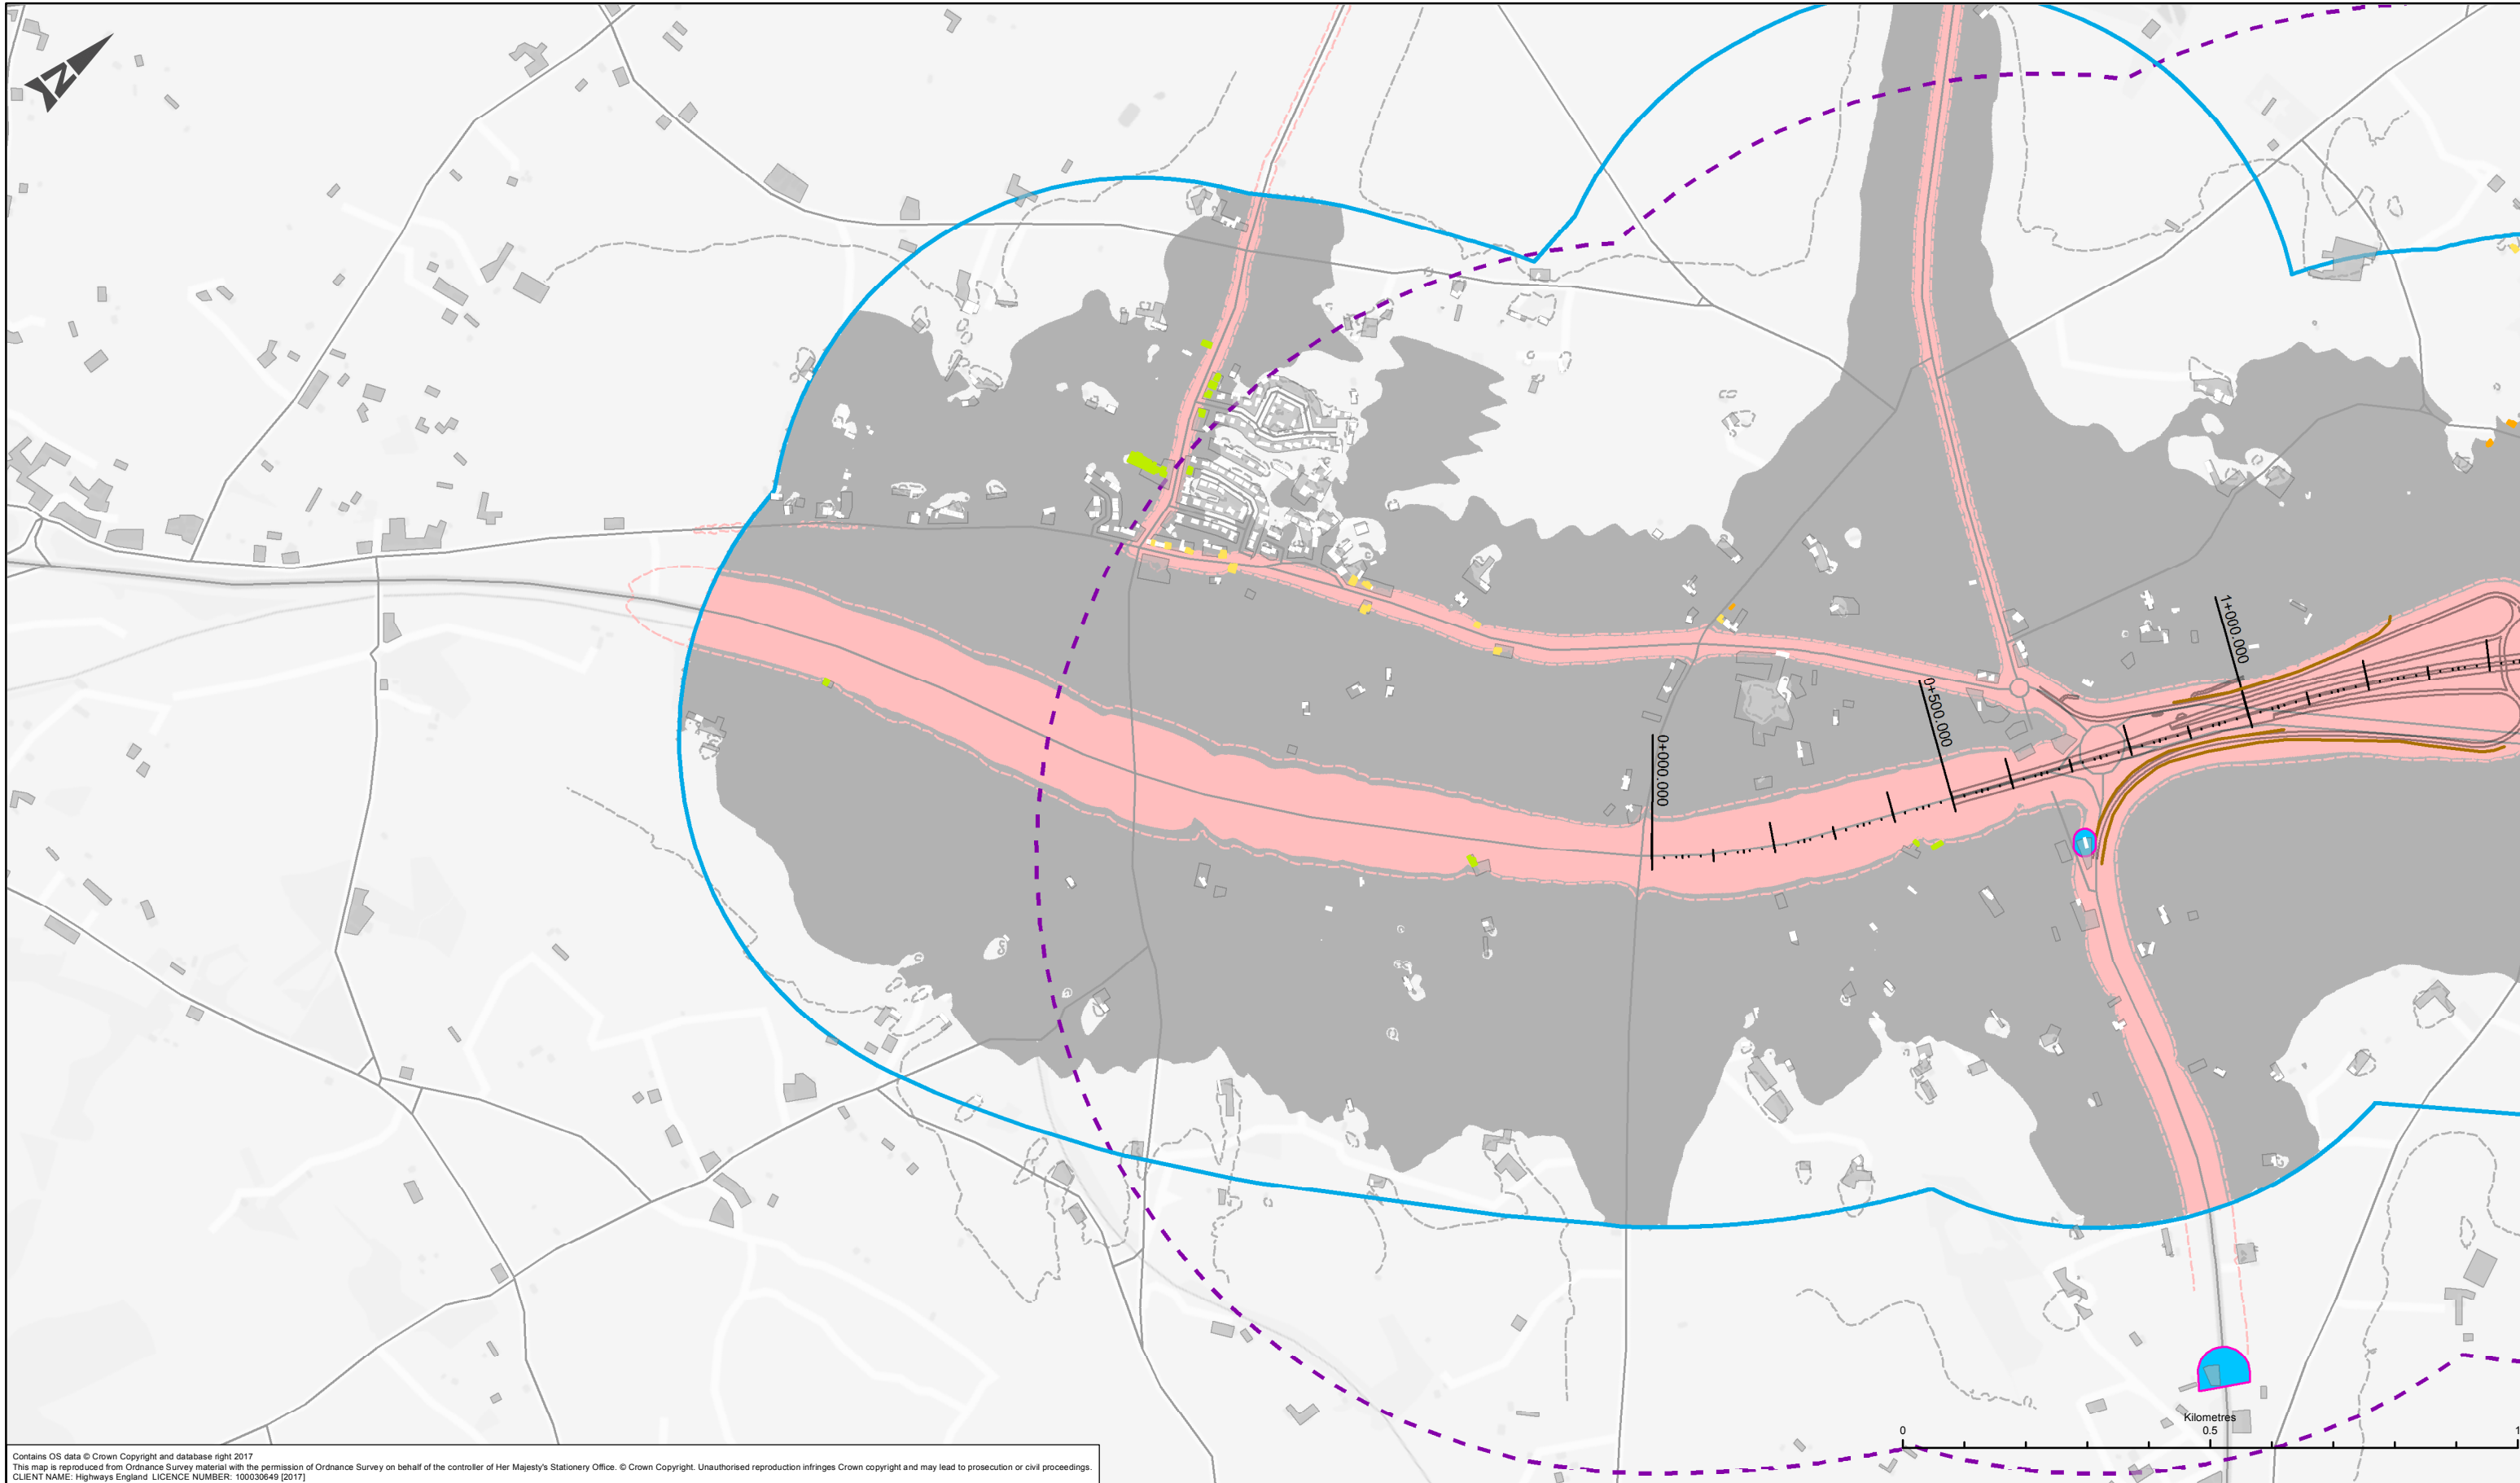 N
1+000.000
0+500.000
0+000.000
Kilometres
0 0.5 1
Contains OS data © Crown Copyright and database right 2017
This map is reproduced from Ordnance Survey material with the permission of Ordnance Survey on behalf of the controller of Her Majesty's Stationery Office. © Crown Copyright. Unauthorised reproduction infringes Crown copyright and may lead to prosecution or civil proceedings.
CLIENT NAME: Highways England LICENCE NUMBER: 100030649 [2017]